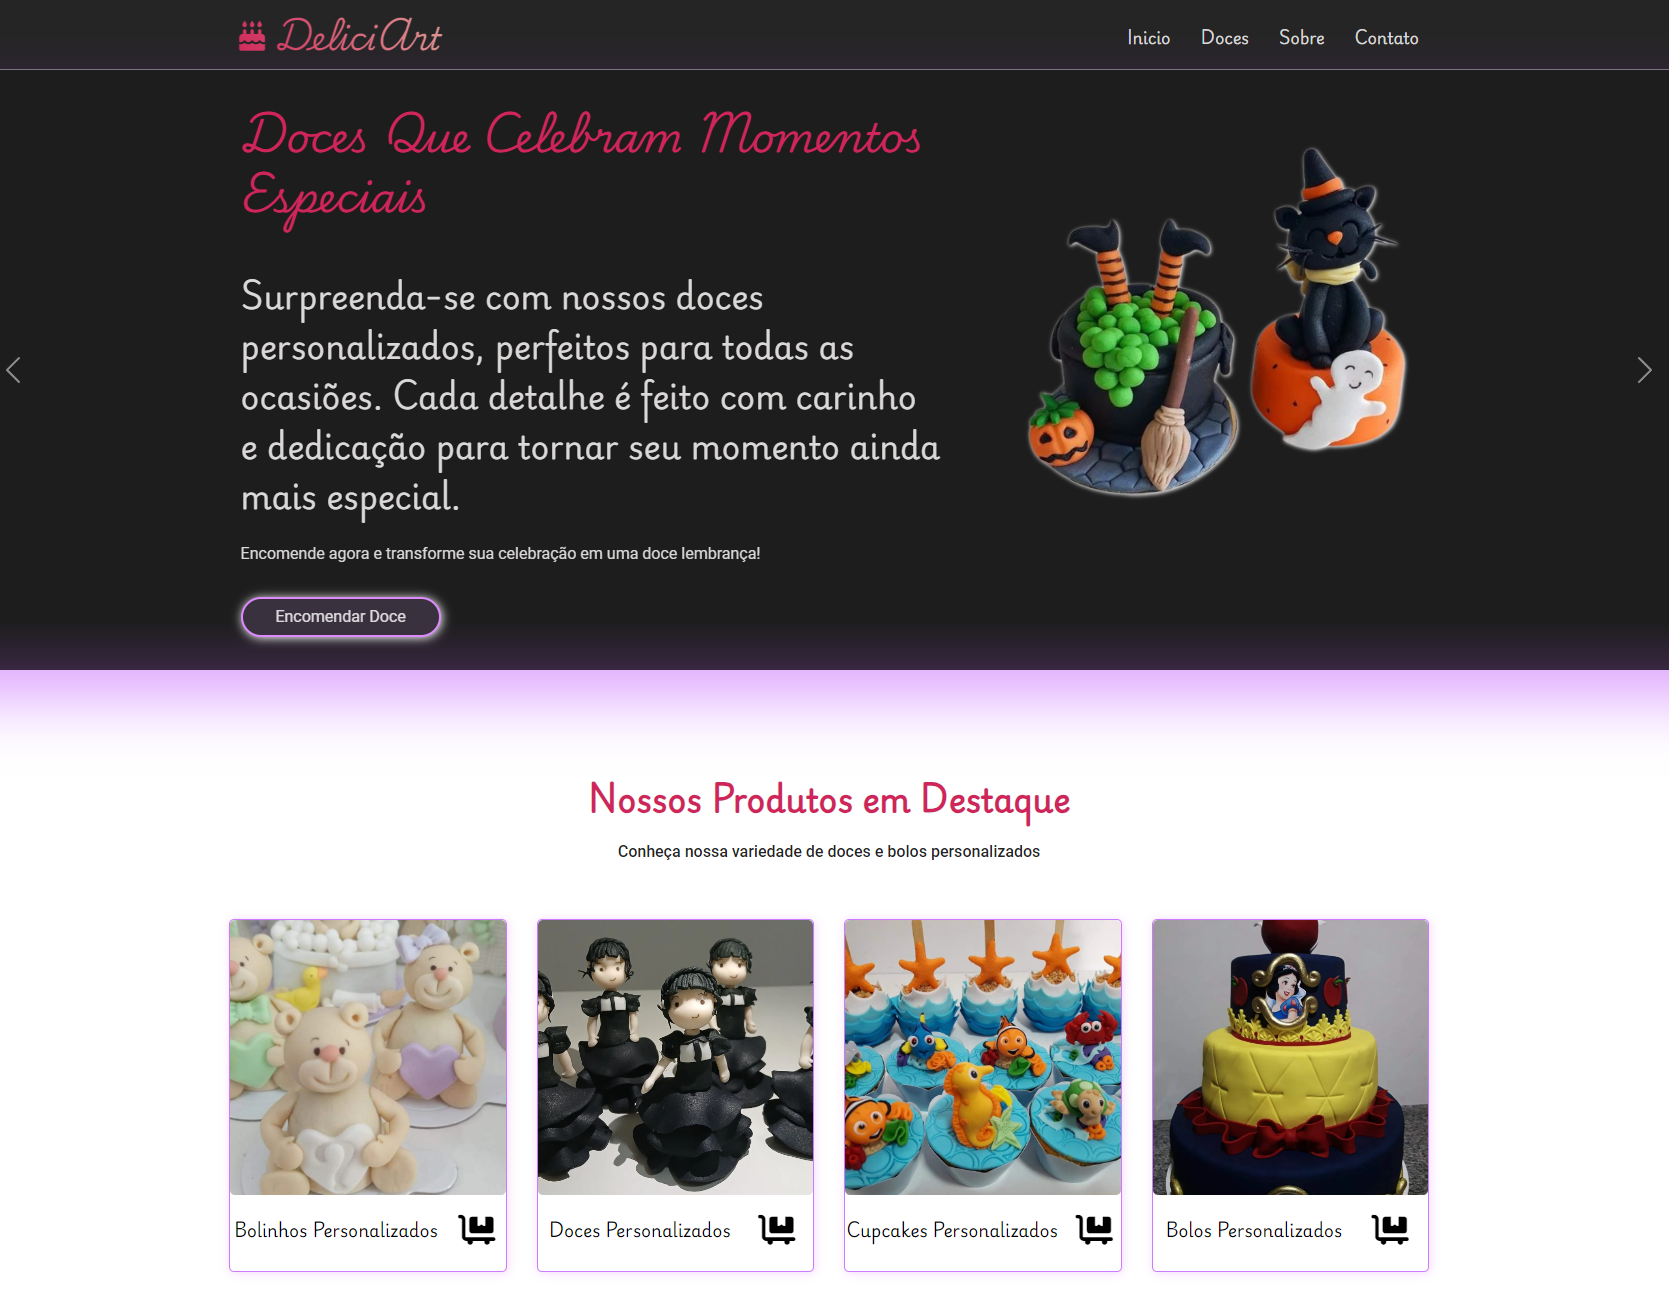 DeliciArt
Inicio Doces Sobre Contato
Doces Que Celebram Momentos
Especiais
Surpreenda-se com nossos doces
personalizados, perfeitos para todas as
ocasiões. Cada detalhe é feito com carinho
e dedicação para tornar seu momento ainda
mais especial.
Encomende agora e transforme sua celebração em uma doce lembrança!
Encomendar Doce
Nossos Produtos em Destaque
Conheça nossa variedade de doces e bolos personalizados
Bolinhos Personalizados
Doces Personalizados
Cupcakes Personalizados
Bolos Personalizados